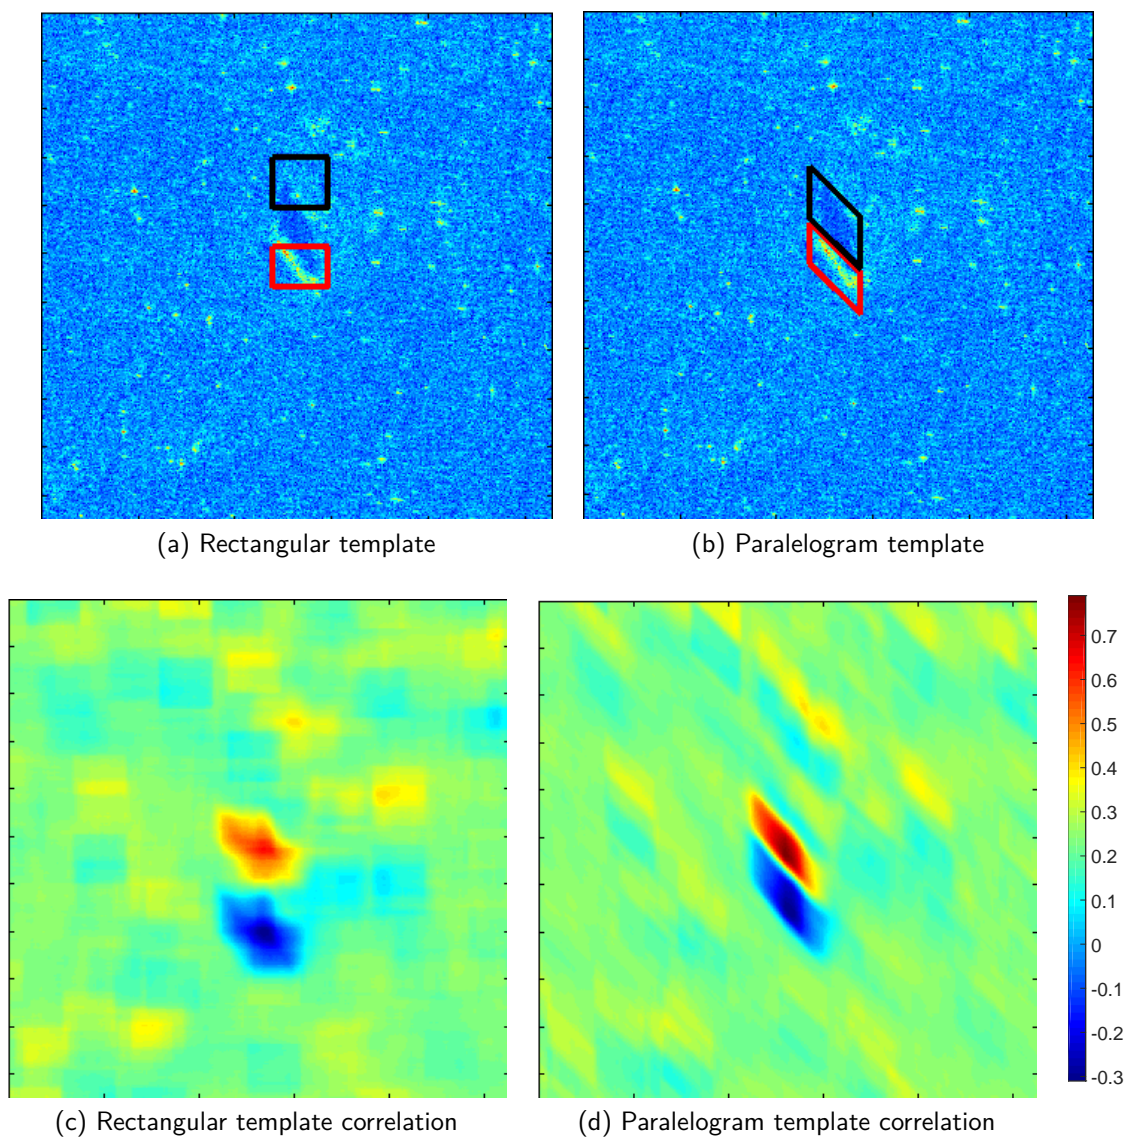 (a) Rectangular template
(b) Paralelogram template
0.7
0.6
0.5
0.4
0.3
0.2
0.1
0
-0.1
-0.2
-0.3
(c) Rectangular template correlation
(d) Paralelogram template correlation